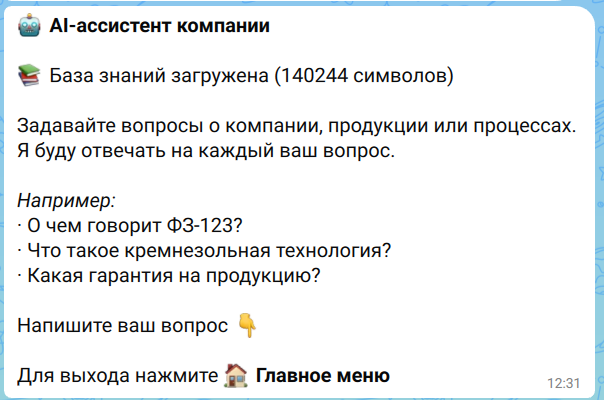 🤖 AI-ассистент компании
📚 База знаний загружена (140244 символов)
Задавайте вопросы о компании, продукции или процессах.
Я буду отвечать на каждый ваш вопрос.
Например:
· О чем говорит ФЗ-123?
· Что такое кремнезольная технология?
· Какая гарантия на продукцию?
Напишите ваш вопрос 👇
Для выхода нажмите 🏠 Главное меню
12:31